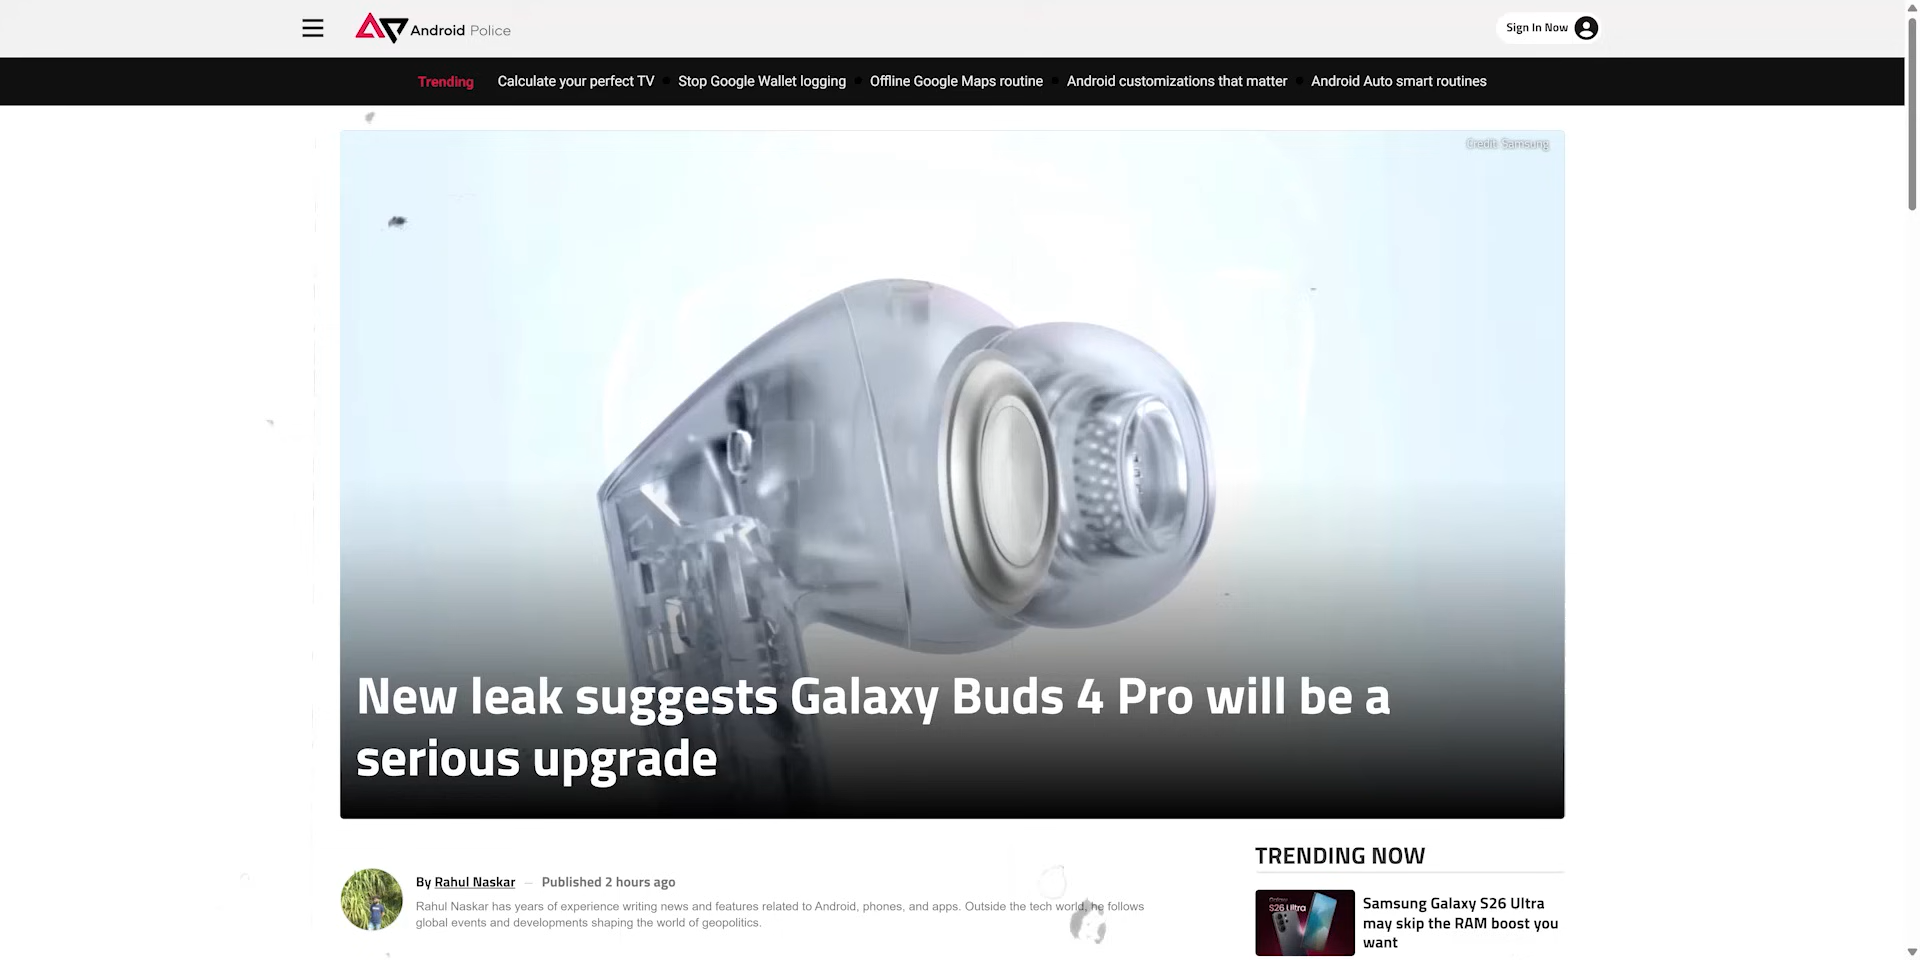 Android Police
Sign In Now
Trending
Calculate your perfect TV
Stop Google Wallet logging
Offline Google Maps routine
Android customizations that matter
Android Auto smart routines
Credit: Samsung
New leak suggests Galaxy Buds 4 Pro will be a
serious upgrade
By Rahul Naskar — Published 2 hours ago
Rahul Naskar has years of experience writing news and features related to Android, phones, and apps. Outside the tech world, he follows
global events and developments shaping the world of geopolitics.
TRENDING NOW
Galaxy
S26 Ultra
Samsung Galaxy S26 Ultra
may skip the RAM boost you
want